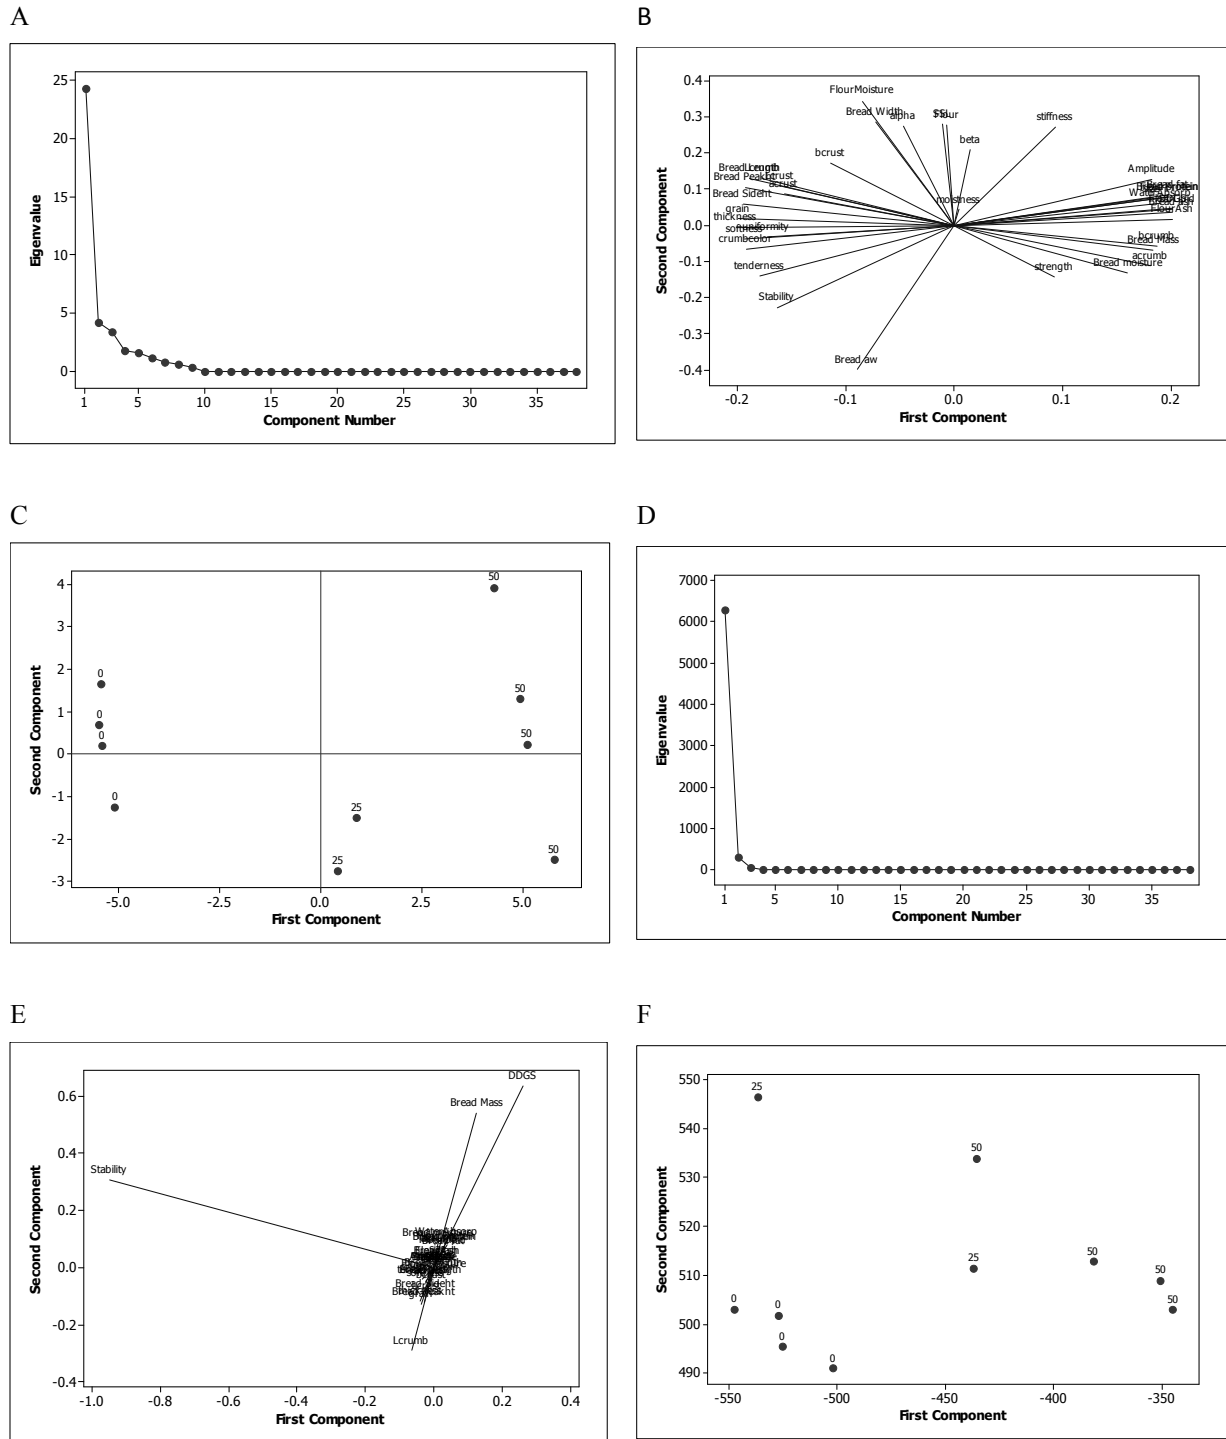 A
B
25
20
15
10
5
0
Eigenvalue
1
5
10
15
20
25
30
35
Component Number
0.4
0.3
0.2
0.1
0.0
-0.1
-0.2
-0.3
-0.4
Second Component
FlourMoisture
Bread Width
alpha
Flour
beta
stiffness
bcrust
Bread Length
Bread Peakht
acrust
Bread Sideht
grain
thickness
uniformity
softness
crumbcolor
tenderness
Stability
Bread aw
moistness
Amplitude
FlourAsh
bcrumb
Bread Mass
acrumb
Bread moisture
strength
-0.2
-0.1
0.0
0.1
0.2
First Component
C
D
4
3
2
1
0
-1
-2
-3
Second Component
50
50
50
50
25
25
0
0
0
0
-5.0
-2.5
0.0
2.5
5.0
First Component
7000
6000
5000
4000
3000
2000
1000
0
Eigenvalue
1
5
10
15
20
25
30
35
Component Number
E
F
0.6
0.4
0.2
0.0
-0.2
-0.4
Second Component
DDGS
Bread Mass
Stability
Lcrumb
-1.0
-0.8
-0.6
-0.4
-0.2
0.0
0.2
0.4
First Component
550
540
530
520
510
500
490
Second Component
25
50
25
50
50
50
0
0
0
0
-550
-500
-450
-400
-350
First Component